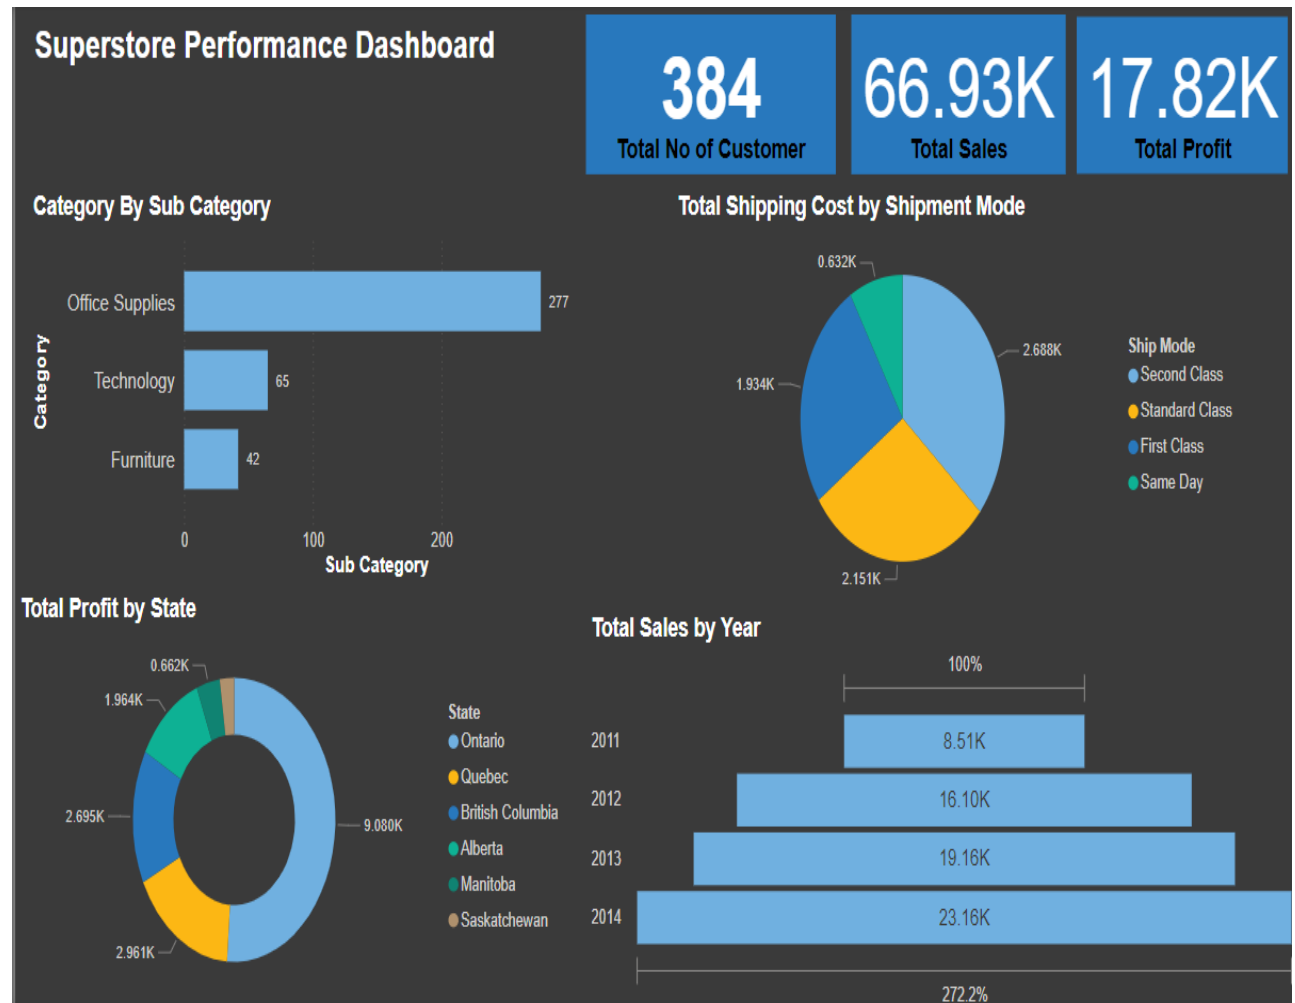 Superstore Performance Dashboard
384
Total No of Customer
66.93K
Total Sales
17.82K
Total Profit
Category By Sub Category
Category
Office Supplies
277
Technology
65
Furniture
42
0 100 200
Sub Category
Total Shipping Cost by Shipment Mode
0.632K
2.688K
1.934K
2.151K
Ship Mode
Second Class
Standard Class
First Class
Same Day
Total Profit by State
0.662K
1.964K
2.695K
9.080K
2.961K
State
Ontario
Quebec
British Columbia
Alberta
Manitoba
Saskatchewan
Total Sales by Year
100%
2011 8.51K
2012 16.10K
2013 19.16K
2014 23.16K
272.2%